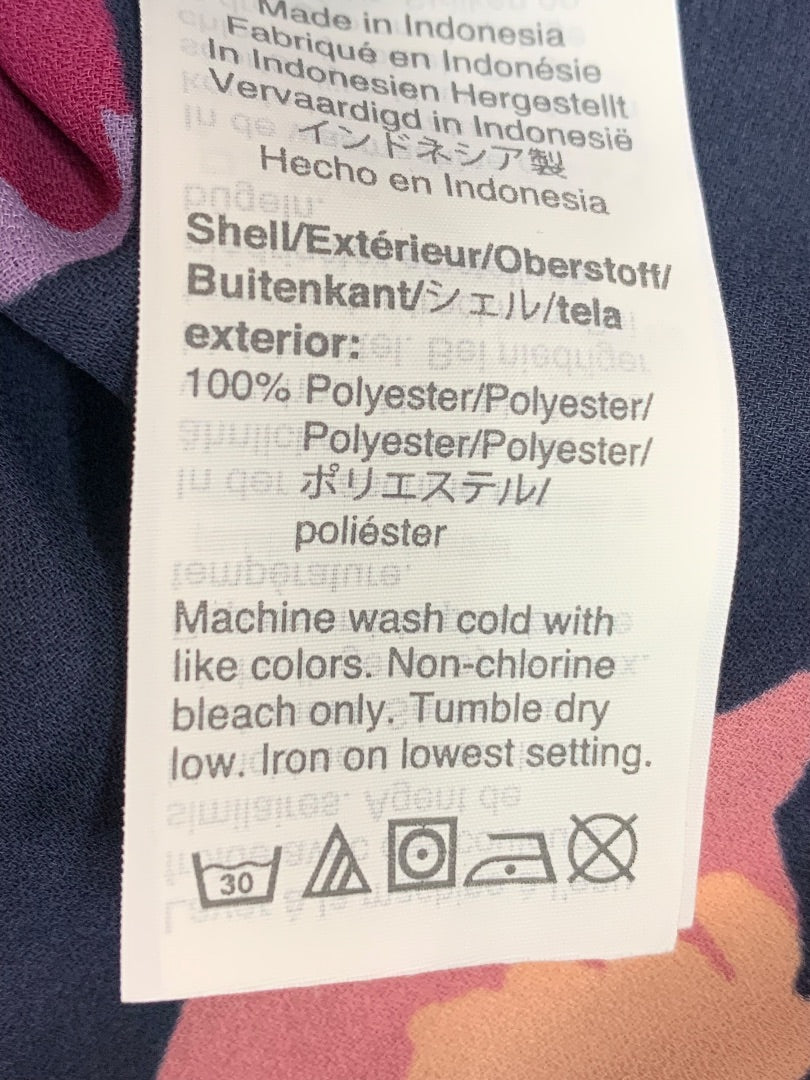 Made in Indonesia
Fabriqué en Indonésie
In Indonesien Hergestellt
Vervaardigd in Indonesië
インドネシア製
Hecho en Indonesia
Shell/Extérieur/Oberstoff/
Buitenkant/シェル/tela
exterior:
100% Polyester/Polyester/
Polyester/Polyester/
ポリエステル/
poliéster
Machine wash cold with
like colors. Non-chlorine
bleach only. Tumble dry
low. Iron on lowest setting.
30